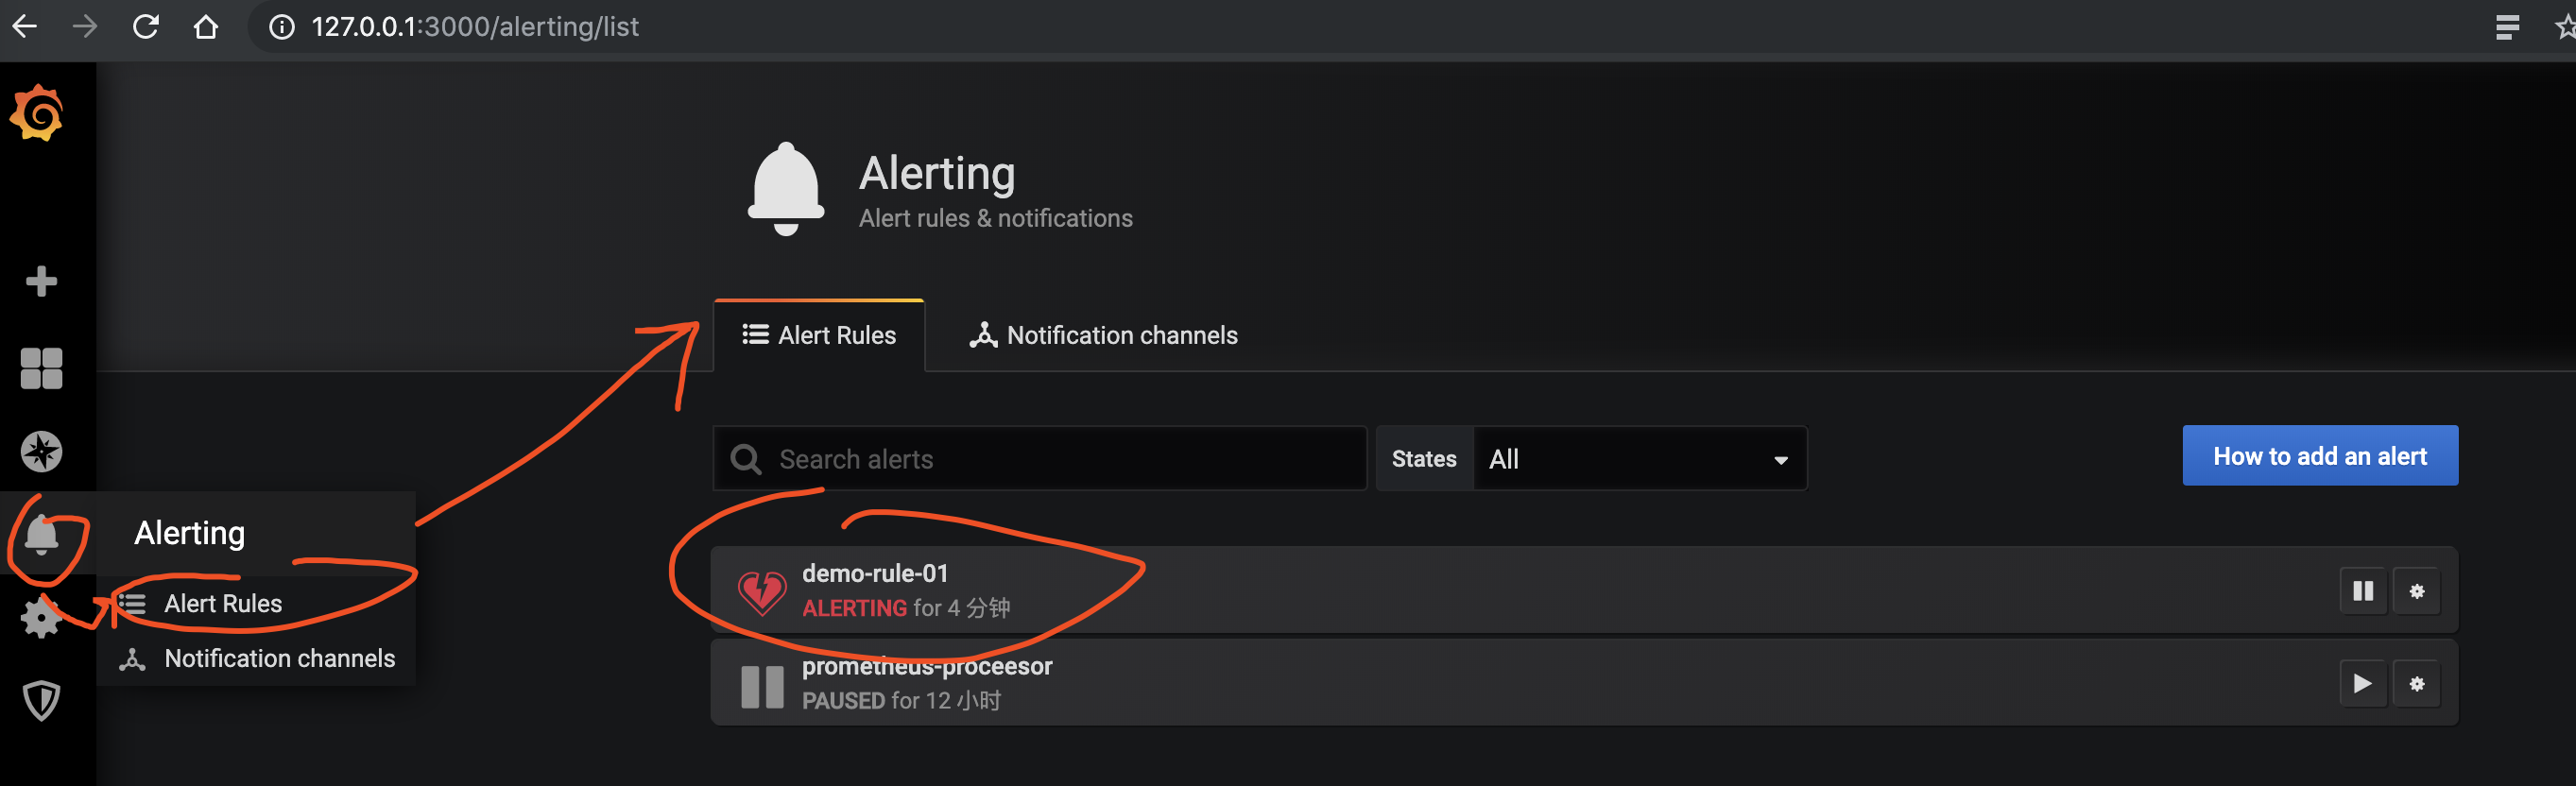 127.0.0.1:3000/alerting/list
Alerting
Alert rules & notifications
Alert Rules
Notification channels
Search alerts
States
All
How to add an alert
Alerting
Alert Rules
Notification channels
demo-rule-01
ALERTING for 4 分钟
prometheus-proceesor
PAUSED for 12 小时